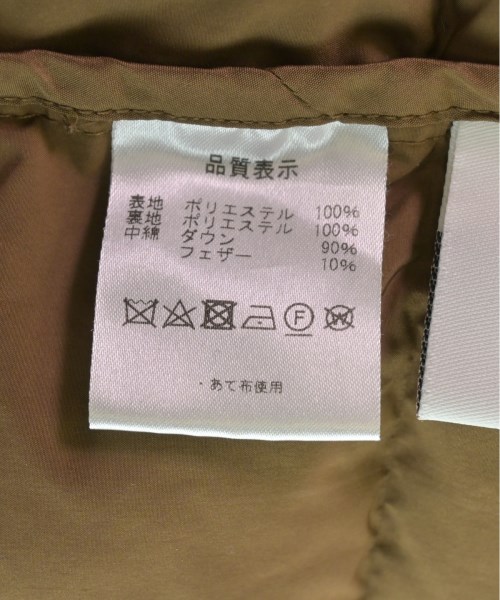 品質表示
表地 ポリエステル 100%
裏地 ポリエステル 100%
中綿 ダウン 90%
フェザー 10%
F W
・あて布使用